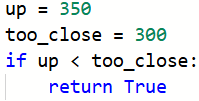 up = 350
too_close = 300
if up < too_close:
    return True